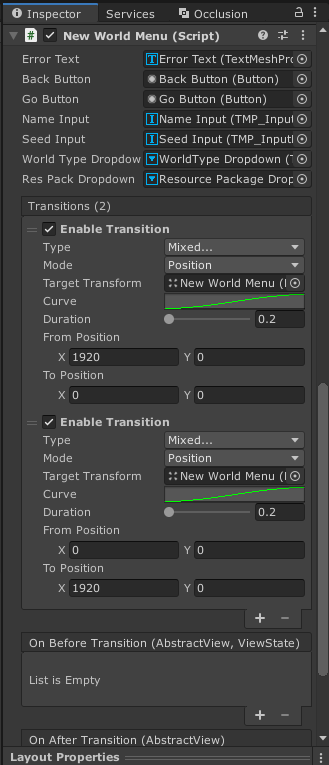 Inspector Services Occlusion
New World Menu (Script)
Error Text Error Text (TextMeshPro
Back Button Back Button (Button)
Go Button Go Button (Button)
Name Input Name Input (TMP_Input
Seed Input Seed Input (TMP_Input
World Type Dropdow WorldType Dropdown (T
Res Pack Dropdown Resource Package Drop
Transitions (2)
Enable Transition
Type Mixed...
Mode Position
Target Transform New World Menu (
Curve
Duration 0.2
From Position
X 1920 Y 0
To Position
X 0 Y 0
Enable Transition
Type Mixed...
Mode Position
Target Transform New World Menu (
Curve
Duration 0.2
From Position
X 0 Y 0
To Position
X 1920 Y 0
+ −
On Before Transition (AbstractView, ViewState)
List is Empty
+ −
On After Transition (AbstractView)
Layout Properties